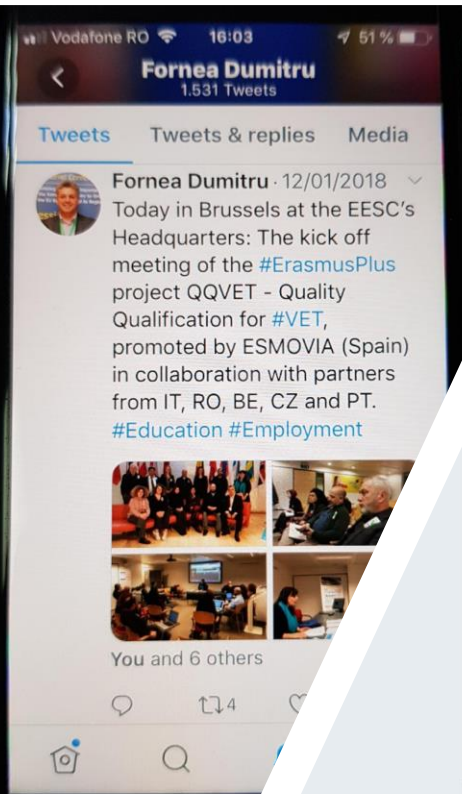 Vodafone RO 16:03 51 %
Fornea Dumitru
1.531 Tweets
Tweets Tweets & replies Media
Fornea Dumitru · 12/01/2018
Today in Brussels at the EESC's
Headquarters: The kick off
meeting of the #ErasmusPlus
project QQVET - Quality
Qualification for #VET,
promoted by ESMOVIA (Spain)
in collaboration with partners
from IT, RO, BE, CZ and PT.
#Education #Employment
You and 6 others
4